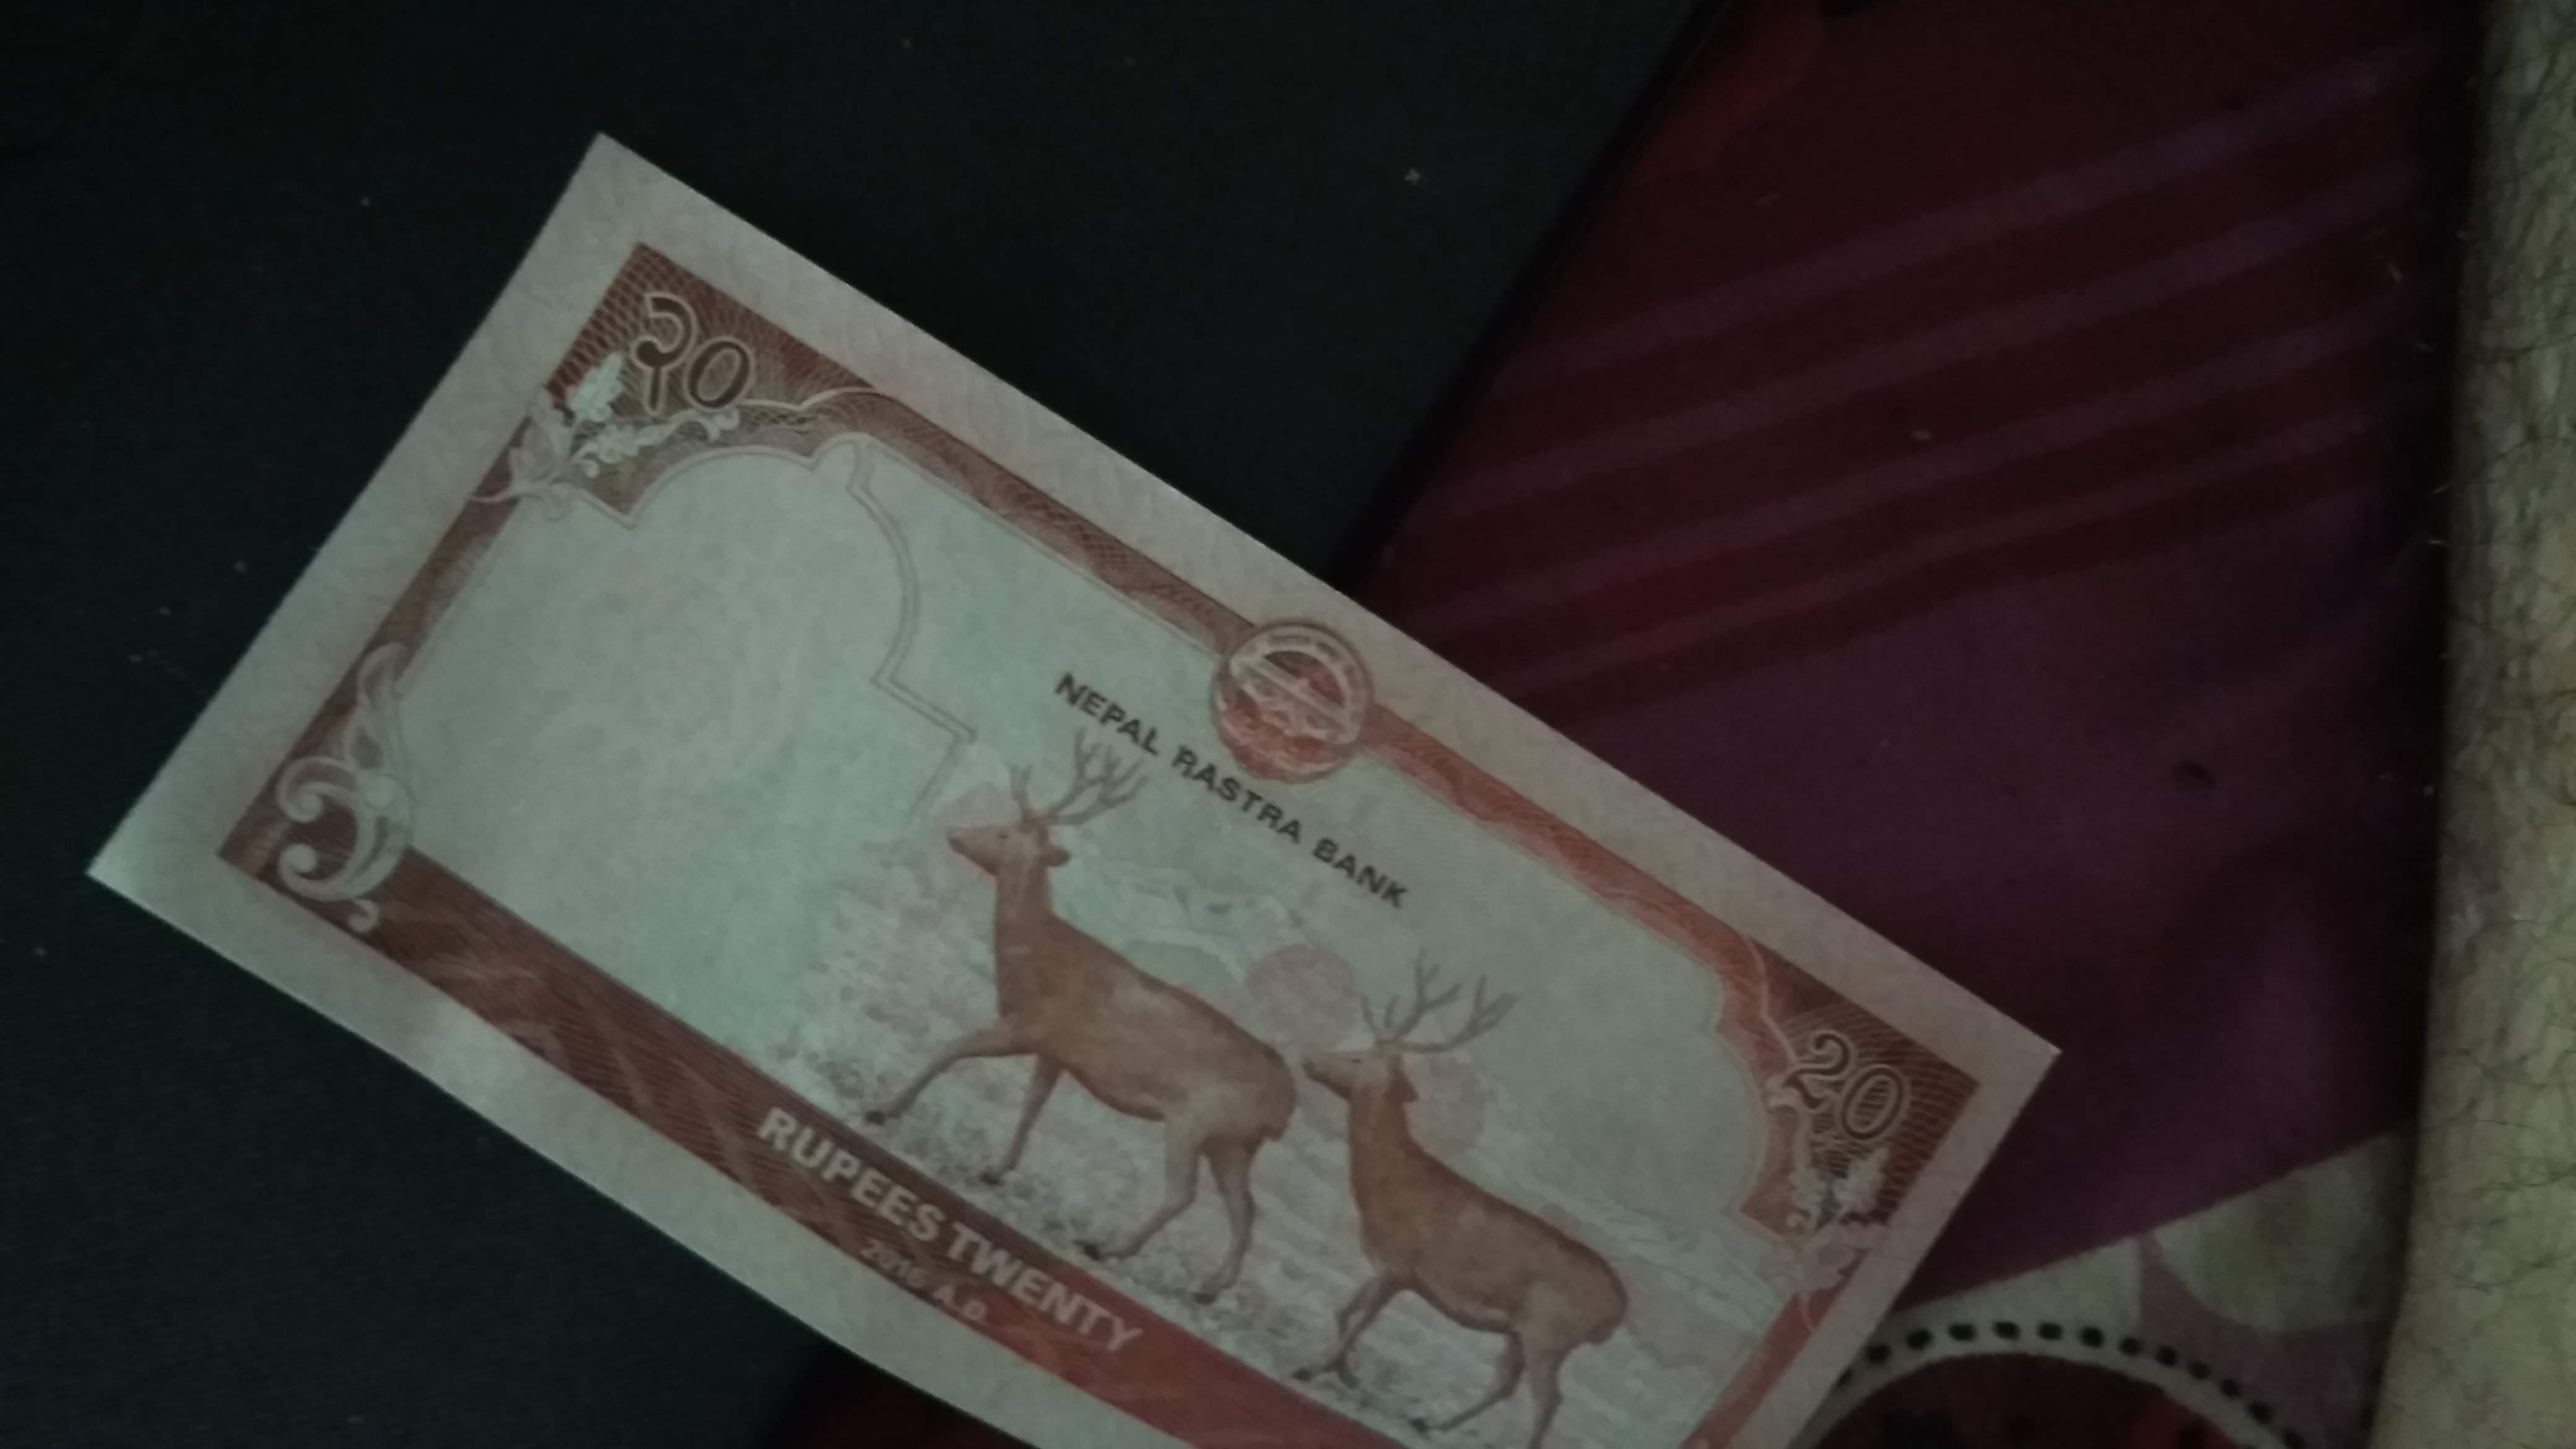 २०
NEPAL RASTRA BANK
20
RUPEES TWENTY
2016 A.D.